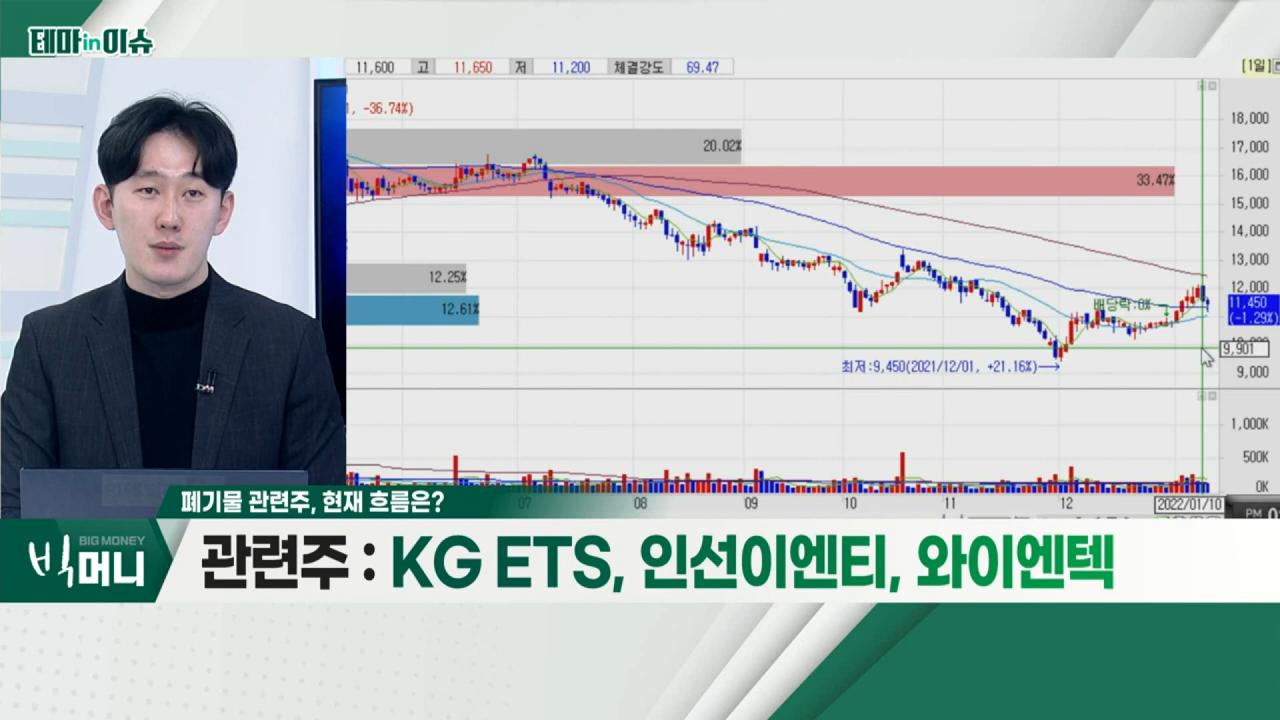 테마in이슈
11,600 고 11,650 저 11,200 체결강도 69.47
[1일]
, -36.74%)
20.02%
33.47%
12.25%
12.61%
18,000
17,000
16,000
15,000
14,000
13,000
12,000
11,450
(-1.29%)
9,901
9,000
배당락:0%
최저:9,450(2021/12/01, +21.16%)
1,000K
500K
0K
07 08 09 10 11 12 2022/01/10
PM
폐기물 관련주, 현재 흐름은?
BIG MONEY
빅머니
관련주 : KG ETS, 인선이엔티, 와이엔텍